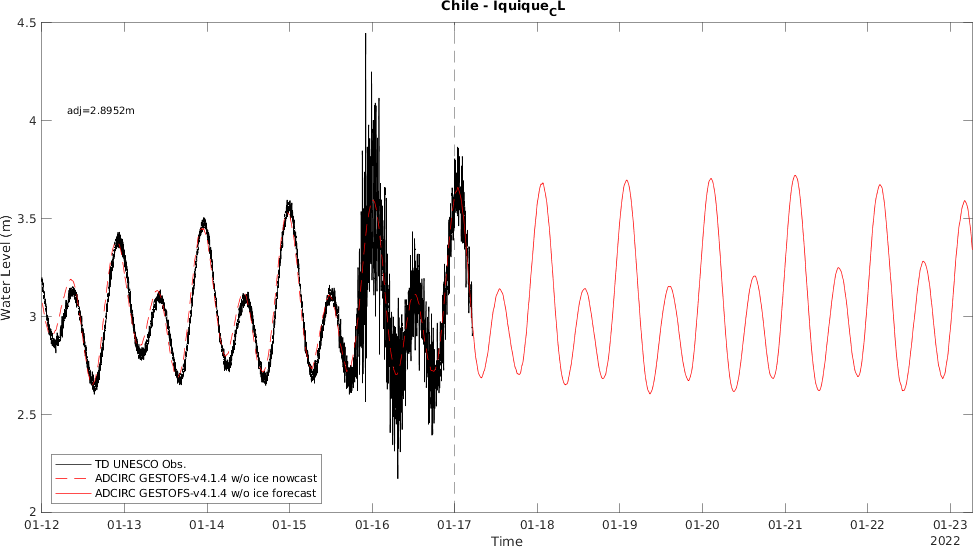 Chile - Iquique_CL
4.5
4
3.5
3
2.5
2
Water Level (m)
adj=2.8952m
TD UNESCO Obs.
ADCIRC GESTOFS-v4.1.4 w/o ice nowcast
ADCIRC GESTOFS-v4.1.4 w/o ice forecast
01-12 01-13 01-14 01-15 01-16 01-17 01-18 01-19 01-20 01-21 01-22 01-23
Time
2022